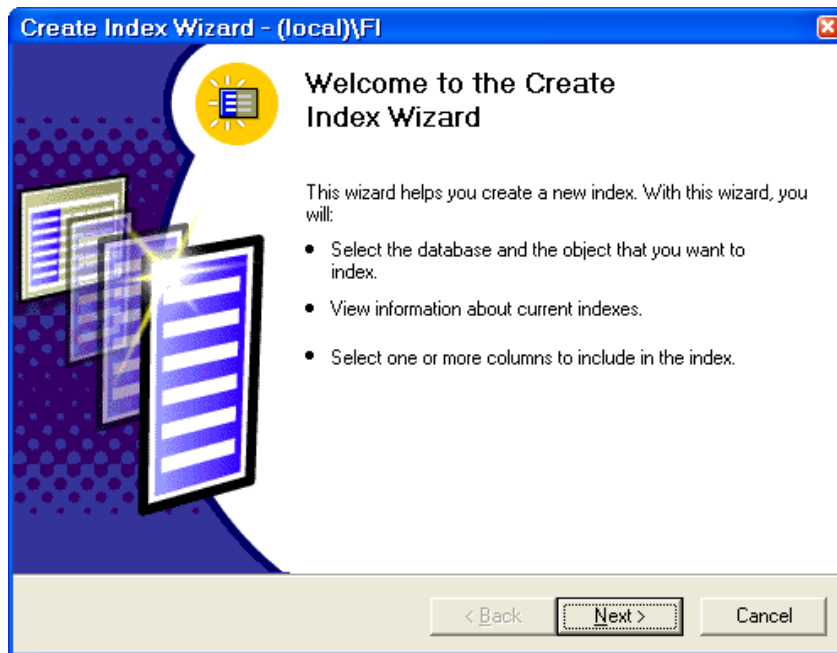 Create Index Wizard - (local)\FI
Welcome to the Create
Index Wizard
This wizard helps you create a new index. With this wizard, you
will:
• Select the database and the object that you want to
index.
• View information about current indexes.
• Select one or more columns to include in the index.
< Back
Next >
Cancel